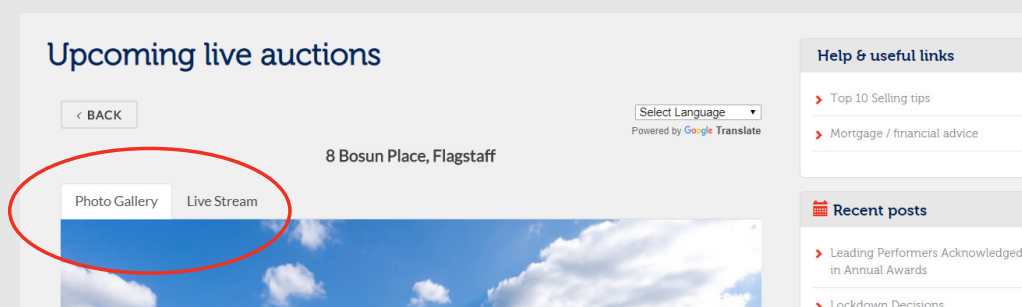 Upcoming live auctions
< BACK
Select Language
Powered by Google Translate
8 Bosun Place, Flagstaff
Photo Gallery
Live Stream
Help & useful links
Top 10 Selling tips
Mortgage / financial advice
Recent posts
Leading Performers Acknowledged
in Annual Awards
Lockdown Decisions